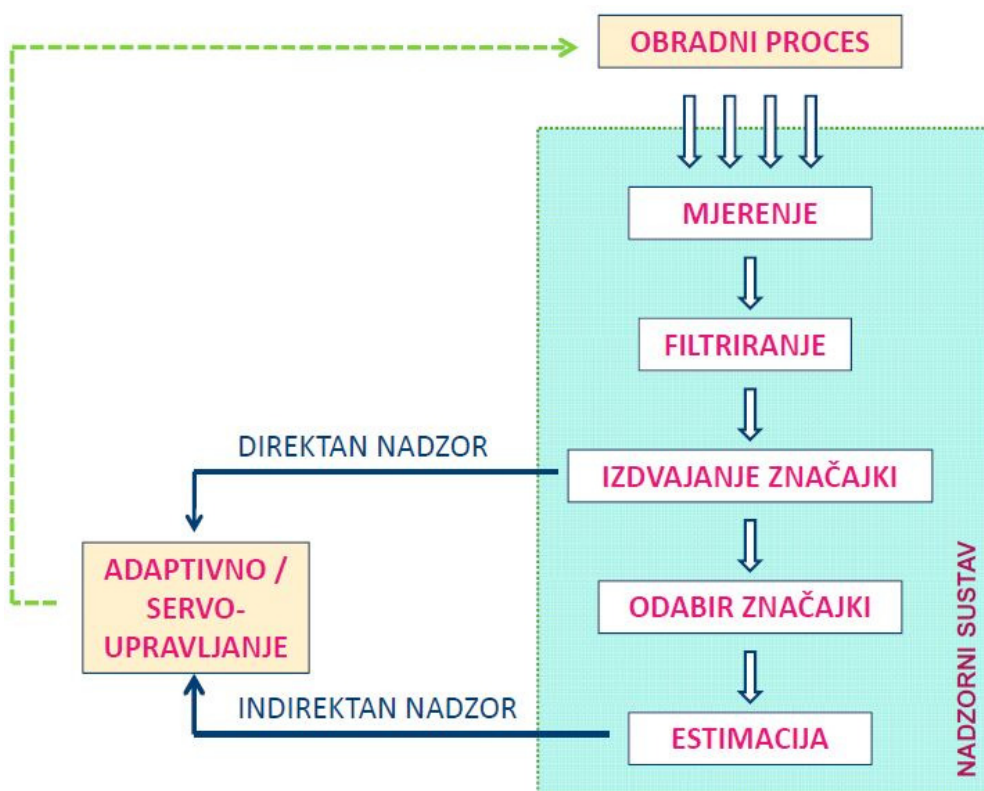 OBRADNI PROCES
MJERENJE
FILTRIRANJE
DIREKTAN NADZOR
IZDVAJANJE ZNAČAJKI
ADAPTIVNO /
SERVO-
UPRAVLJANJE
ODABIR ZNAČAJKI
INDIREKTAN NADZOR
ESTIMACIJA
NADZORNI SUSTAV